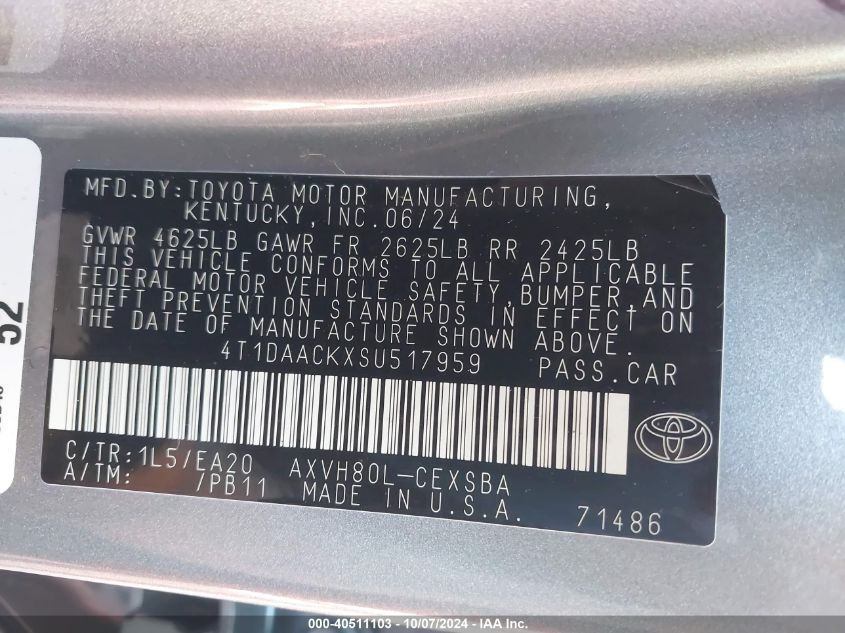 MFD.BY:TOYOTA MOTOR MANUFACTURING,
KENTUCKY,INC.06/24
GVWR 4625LB GAWR FR 2625LB RR 2425LB
THIS VEHICLE CONFORMS TO ALL APPLICABLE
FEDERAL MOTOR VEHICLE SAFETY,BUMPER,AND
THEFT PREVENTION STANDARDS IN EFFECT ON
THE DATE OF MANUFACTURE SHOWN ABOVE.
4T1DAACKXSU517959 PASS.CAR
C/TR:1L5/EA20 AXVH80L-CEXSBA
A/TM: /PB11 MADE IN U.S.A. 71486
52
000-40511103 - 10/07/2024 - IAA Inc.